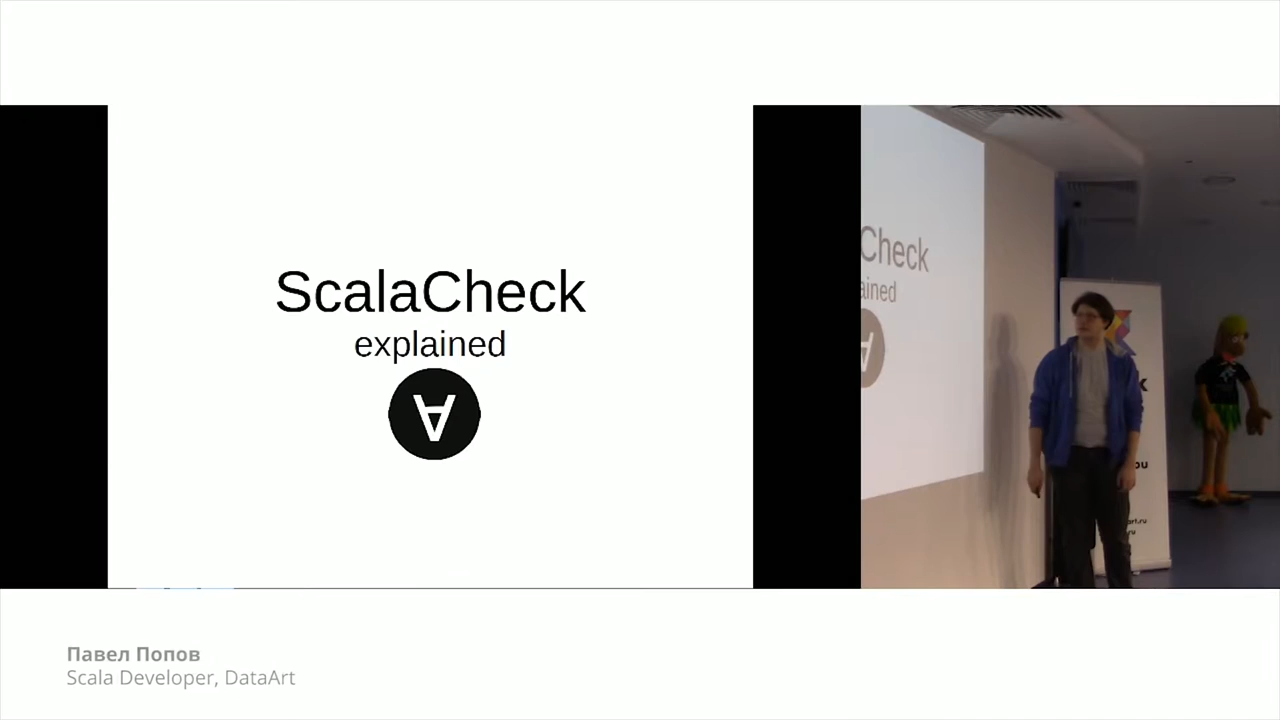 ScalaCheck
explained
∀
Check
ained
∀
Павел Попов
Scala Developer, DataArt